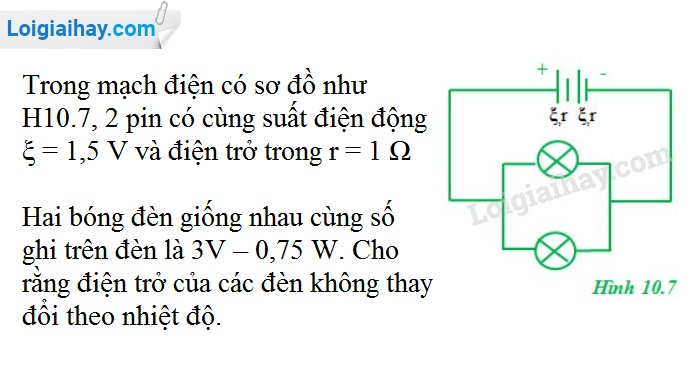 Loigiaihay.com
Trong mạch điện có sơ đồ như
H10.7, 2 pin có cùng suất điện động
ξ = 1,5 V và điện trở trong r = 1 Ω
Hai bóng đèn giống nhau cùng số
ghi trên đèn là 3V – 0,75 W. Cho
rằng điện trở của các đèn không thay
đổi theo nhiệt độ.
+ -
ξ,r ξ,r
Loigiaihay.com
Hình 10.7